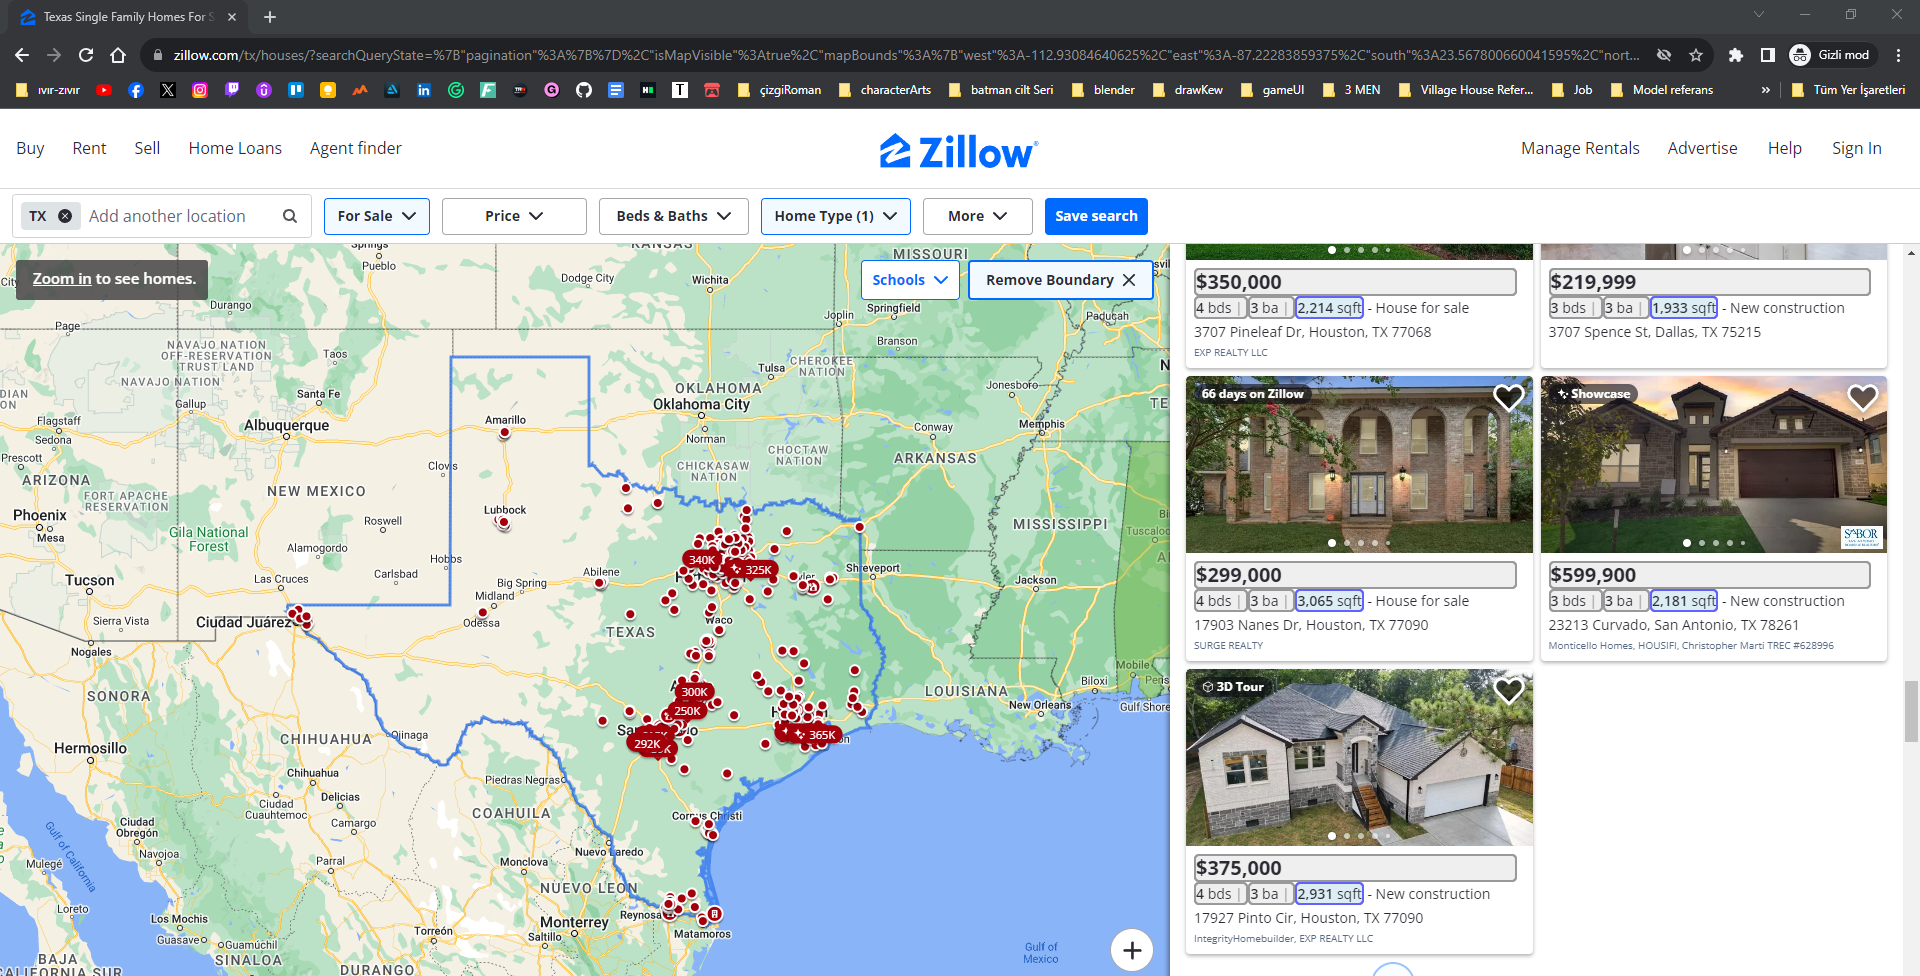 Texas Single Family Homes For S
zillow.com/tx/houses/?searchQueryState=%7B"pagination"%3A%7B%7D%2C"isMapVisible"%3Atrue%2C"mapBounds"%3A%7B"west"%3A-112.93084640625%2C"east"%3A-87.22283859375%2C"south"%3A23.567800660041595%2C"nort...
Gizli mod
ıvır-zıvır
çizgiRoman
characterArts
batman cilt Seri
blender
drawKew
gameUI
3 MEN
Village House Refer...
Job
Model referans
»
Tüm Yer İşaretleri
Buy Rent Sell Home Loans Agent finder
Zillow
Manage Rentals Advertise Help Sign In
TX
Add another location
For Sale
Price
Beds & Baths
Home Type (1)
More
Save search
Zoom in to see homes.
Schools
Remove Boundary
Springs
Pueblo
Durango
Page
NAVAJO NATION
OFF-RESERVATION
TRUST LAND
NAVAJO NATION
Taos
Gallup
Santa Fe
Flagstaff
Sedona
Albuquerque
Prescott
ARIZONA
FORT APACHE
RESERVATION
NEW MEXICO
Phoenix
Mesa
Gila National
Forest
Roswell
Alamogordo
Hobbs
Carlsbad
Las Cruces
Tucson
Sierra Vista
Ciudad Juárez
Nogales
KANSAS
Dodge City
Wichita
MISSOURI
Springfield
Joplin
Paducah
Branson
Tulsa
CHEROKEE
NATION
OKLAHOMA
Oklahoma City
Norman
CHICKASAW
NATION
CHOCTAW
NATION
Jonesboro
Conway
Memphis
ARKANSAS
Amarillo
Clovis
Lubbock
Abilene
Big Spring
Midland
Odessa
TEXAS
Waco
340K
325K
Shreveport
MISSISSIPPI
Jackson
Tuscaloo
LOUISIANA
Mobile
Biloxi
New Orleans
Gulf Shore
300K
250K
292K
365K
Corpus Christi
SONORA
CHIHUAHUA
Ojinaga
Hermosillo
Chihuahua
Delicias
Ciudad
Cuauhtemoc
Camargo
Ciudad
Obregón
Navojoa
Parral
Piedras Negras
COAHUILA
Nuevo Laredo
Monclova
NUEVO LEON
Reynosa
Matamoros
Monterrey
Saltillo
Torreón
Gulf of California
Mulegé
Loreto
Los Mochis
Guasave
Guamúchil
SINALOA
DURANGO
BAJA
CALIFORNIA SUR
Gulf of
Mexico
$350,000
4 bds | 3 ba | 2,214 sqft - House for sale
3707 Pineleaf Dr, Houston, TX 77068
EXP REALTY LLC
$219,999
3 bds | 3 ba | 1,933 sqft - New construction
3707 Spence St, Dallas, TX 75215
66 days on Zillow
$299,000
4 bds | 3 ba | 3,065 sqft - House for sale
17903 Nanes Dr, Houston, TX 77090
SURGE REALTY
Showcase
SABOR
$599,900
3 bds | 3 ba | 2,181 sqft - New construction
23213 Curvado, San Antonio, TX 78261
Monticello Homes, HOUSIFI, Christopher Marti TREC #628996
3D Tour
$375,000
4 bds | 3 ba | 2,931 sqft - New construction
17927 Pinto Cir, Houston, TX 77090
IntegrityHomebuilder, EXP REALTY LLC